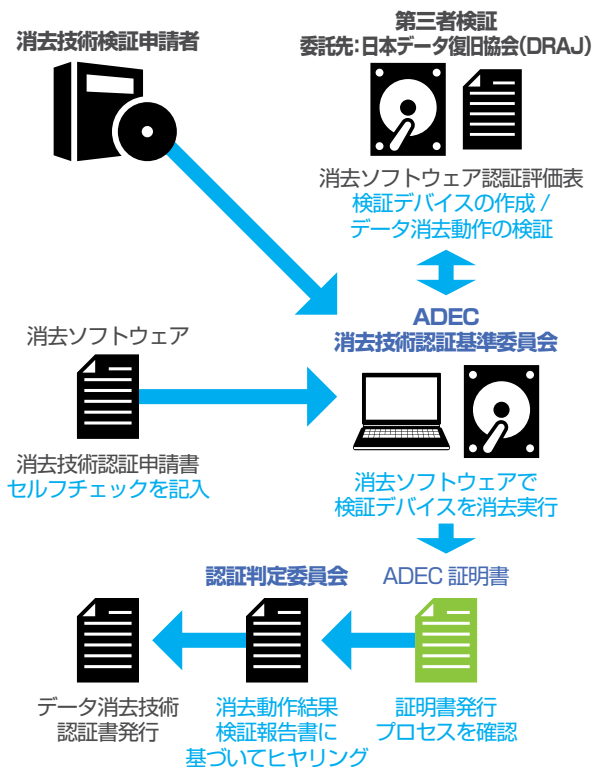 消去技術検証申請者
第三者検証
委託先:日本データ復旧協会(DRAJ)
消去ソフトウェア認証評価表
検証デバイスの作成 /
データ消去動作の検証
ADEC
消去技術認証基準委員会
消去ソフトウェア
消去技術認証申請書
セルフチェックを記入
消去ソフトウェアで
検証デバイスを消去実行
認証判定委員会
ADEC 証明書
データ消去技術
認証書発行
消去動作結果
検証報告書に
基づいてヒヤリング
証明書発行
プロセスを確認